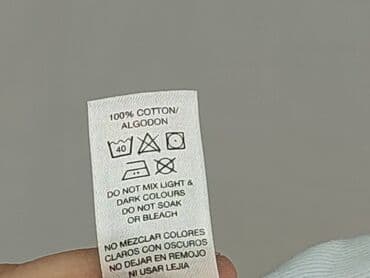 100% COTTON/
ALGODON
40
DO NOT MIX LIGHT &
DARK COLOURS
DO NOT SOAK
OR BLEACH
NO MEZCLAR COLORES
CLAROS CON OSCUROS
NO DEJAR EN REMOJO
NI USAR LEJIA